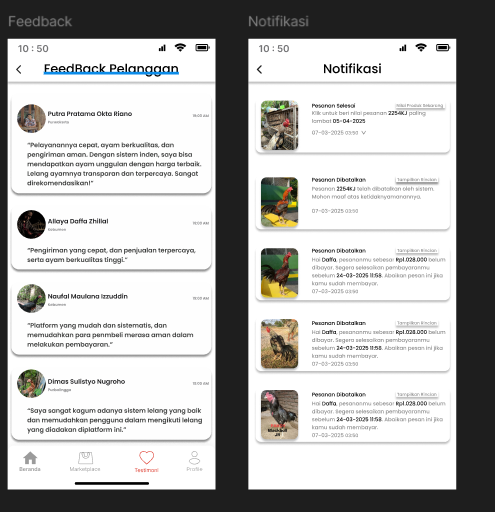 Feedback
10 : 50
FeedBack Pelanggan
Putra Pratama Okta Riano
Purwokerto
19:05 AM
“Pelayanannya cepat, ayam berkualitas, dan
pengiriman aman. Dengan sistem inden, saya bisa
mendapatkan ayam unggulan dengan harga terbaik.
Lelang ayamnya transparan dan terpercaya. Sangat
direkomendasikan!”
Allaya Daffa Zhillal
Kebumen
19:05 AM
“Pengiriman yang cepat, dan penjualan terpercaya,
serta ayam berkualitas tinggi.”
Naufal Maulana Izzuddin
Kebumen
19:05 AM
“Platform yang mudah dan sistematis, dan
memudahkan para penmbeli merasa aman dalam
melakukan pembayaran.”
Dimas Sulistyo Nugroho
Purbalingga
19:05 AM
“Saya sangat kagum adanya sistem lelang yang baik
dan memudahkan pengguna dalam mengikuti lelang
yang diadakan diplatform ini.”
Beranda
Marketplace
Testimoni
Profile
Notifikasi
10 : 50
Notifikasi
Pesanan Selesai
Nilai Produk Sekarang
Klik untuk beri nilai pesanan 2254KJ paling
lambat 05-04-2025
07-03-2025 03:50
Pesanan Dibatalkan
Tampilkan Rincian
Pesanan 2254KJ telah dibatalkan oleh sistem.
Mohon maaf atas ketidaknyamanannya.
07-03-2025 03:50
Pesanan Dibatalkan
Tampilkan Rincian
Hai Daffa, pesananmu sebesar Rp1.028.000 belum
dibayar. Segera selesaikan pembayaranmu
sebelum 24-03-2025 11:58. Abaikan pesan ini jika
kamu sudah membayar.
07-03-2025 03:50
Pesanan Dibatalkan
Tampilkan Rincian
Hai Daffa, pesananmu sebesar Rp1.028.000 belum
dibayar. Segera selesaikan pembayaranmu
sebelum 24-03-2025 11:58. Abaikan pesan ini jika
kamu sudah membayar.
07-03-2025 03:50
Pesanan Dibatalkan
Tampilkan Rincian
Hai Daffa, pesananmu sebesar Rp1.028.000 belum
dibayar. Segera selesaikan pembayaranmu
sebelum 24-03-2025 11:58. Abaikan pesan ini jika
kamu sudah membayar.
07-03-2025 03:50